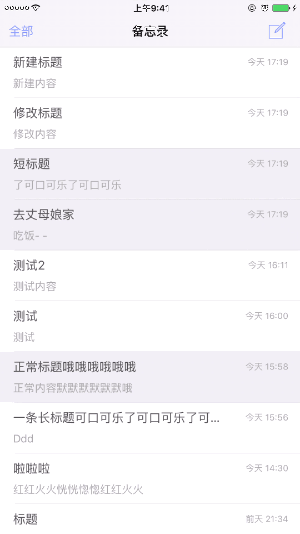 上午9:41
全部
备忘录
新建标题
今天 17:19
新建内容
修改标题
今天 17:19
修改内容
短标题
今天 17:19
了可口可乐了可口可乐
去丈母娘家
今天 17:19
吃饭- -
测试2
今天 16:11
测试内容
测试
今天 16:00
测试
正常标题哦哦哦哦哦哦
今天 15:58
正常内容默默默默默默哦
一条长标题可口可乐了可口可乐了可...
今天 15:56
Ddd
啦啦啦
今天 14:30
红红火火恍恍惚惚红红火火
标题
前天 21:34